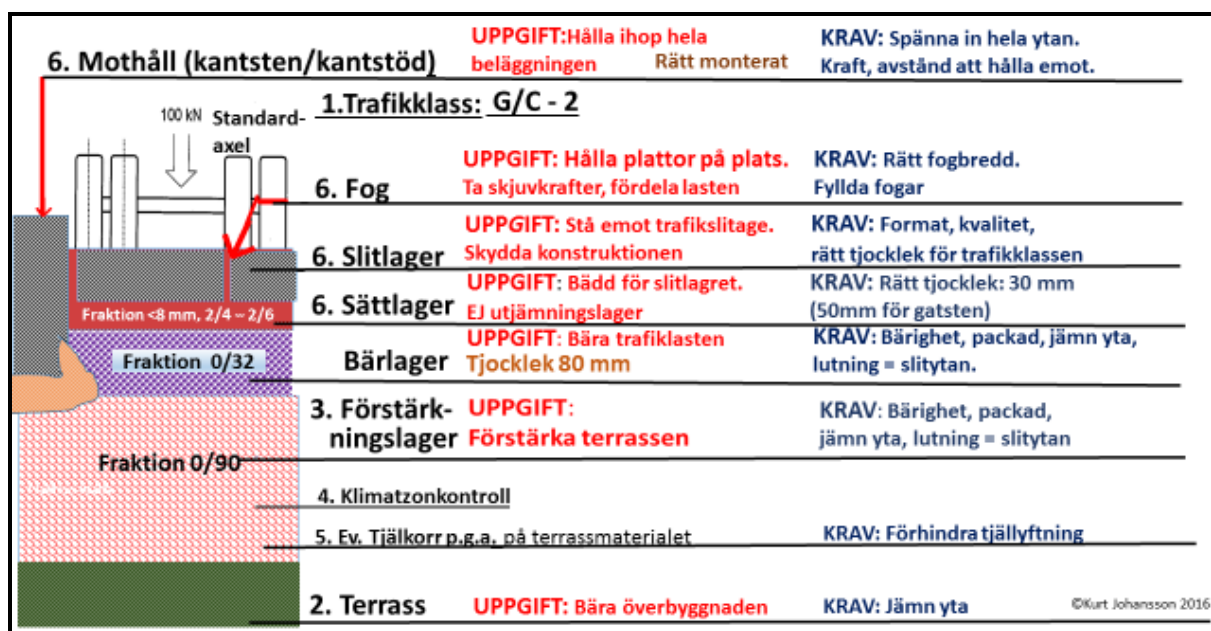 6. Mothåll (kantsten/kantstöd)
UPPGIFT:Hålla ihop hela
beläggningen Rätt monterat
KRAV: Spänna in hela ytan.
Kraft, avstånd att hålla emot.
1.Trafikklass: G/C - 2
100 kN Standard-
axel
6. Fog
UPPGIFT: Hålla plattor på plats.
Ta skjuvkrafter, fördela lasten
KRAV: Rätt fogbredd.
Fyllda fogar
6. Slitlager
UPPGIFT: Stå emot trafikslitage.
Skydda konstruktionen
KRAV: Format, kvalitet,
rätt tjocklek för trafikklassen
Fraktion <8 mm, 2/4 – 2/6
6. Sättlager
UPPGIFT: Bädd för slitlagret.
EJ utjämningslager
KRAV: Rätt tjocklek: 30 mm
(50mm för gatsten)
Fraktion 0/32
Bärlager
UPPGIFT: Bära trafiklasten
Tjocklek 80 mm
KRAV: Bärighet, packad, jämn yta,
lutning = slitytan.
3. Förstärk-
ningslager
UPPGIFT:
Förstärka terrassen
KRAV: Bärighet, packad,
jämn yta, lutning = slitytan
Fraktion 0/90
4. Klimatzonkontroll
5. Ev. Tjälkorr p.g.a. på terrassmaterialet
KRAV: Förhindra tjällyftning
2. Terrass
UPPGIFT: Bära överbyggnaden
KRAV: Jämn yta
©Kurt Johansson 2016